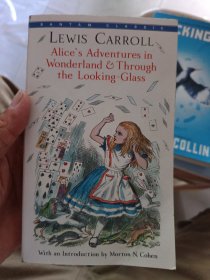 BANTAM CLASSIC
LEWIS CARROLL
Alice's Adventures in
Wonderland & Through
the Looking-Glass
With an Introduction by Morton N. Cohen
CKING
COLLIN